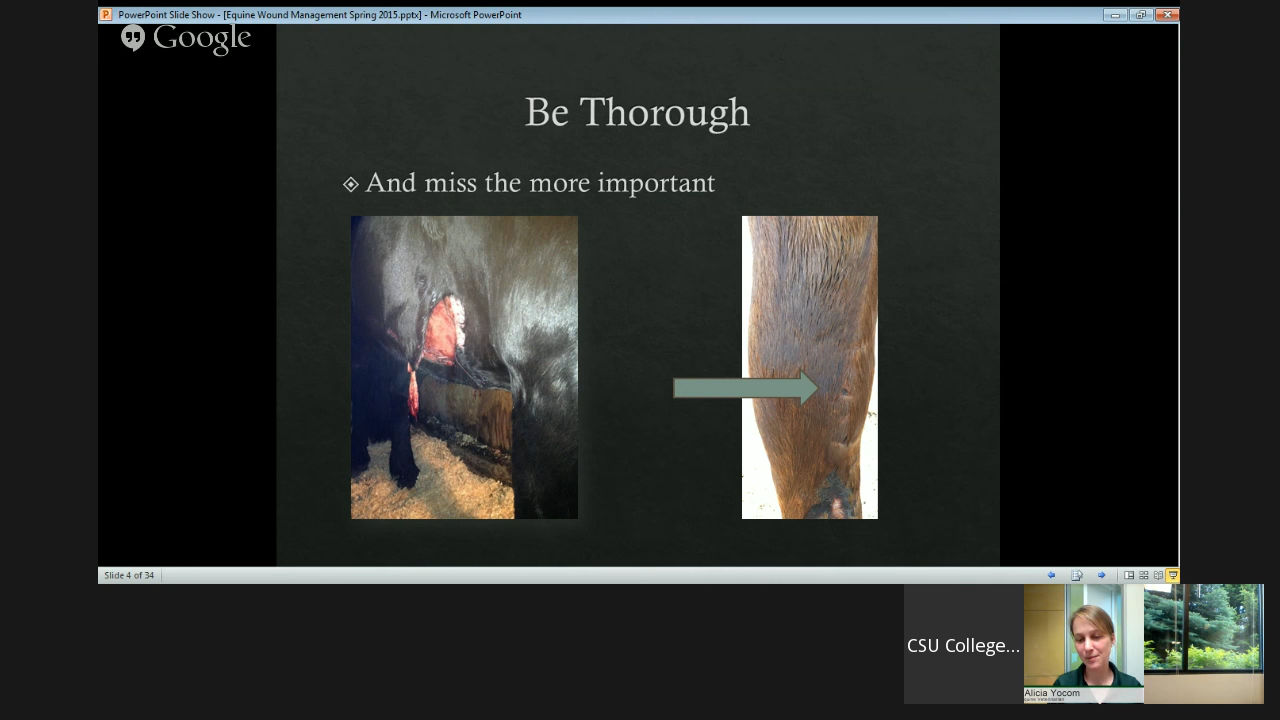 PowerPoint Slide Show - [Equine Wound Management Spring 2015.pptx] - Microsoft PowerPoint
Google
Be Thorough
And miss the more important
Slide 4 of 34
CSU College...
Alicia Yocom